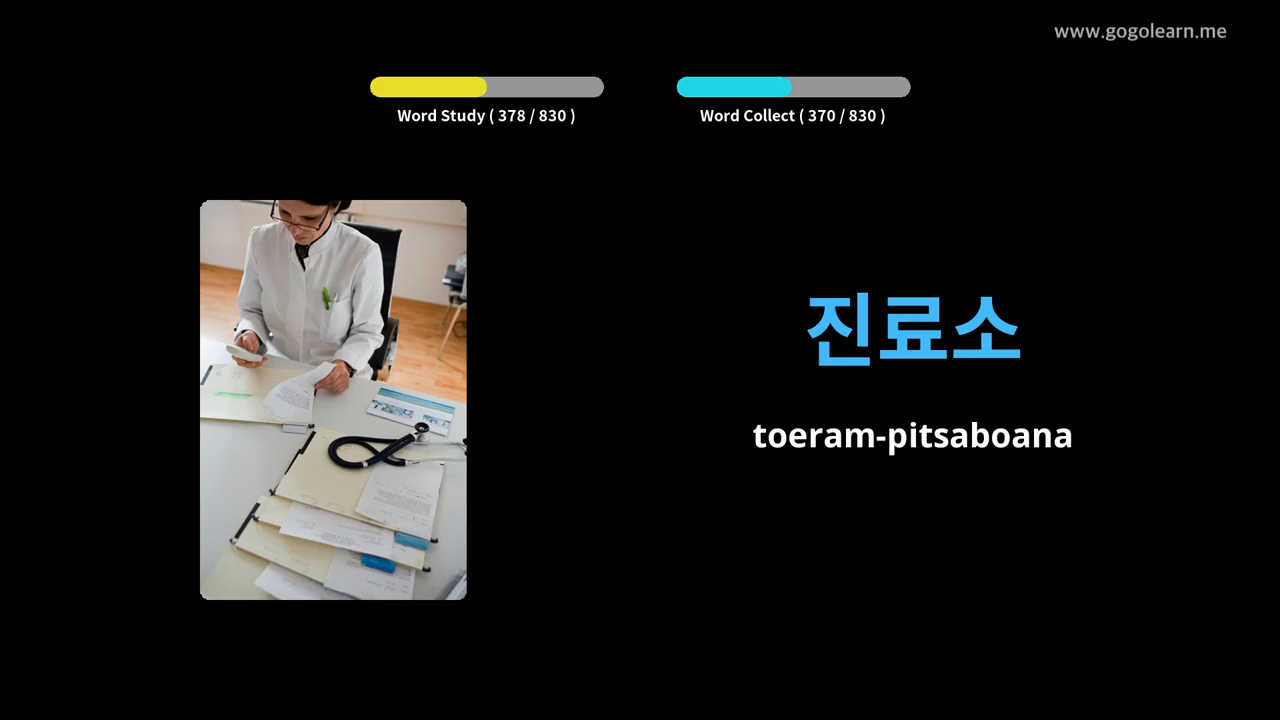 www.gogolearn.me
Word Study ( 378 / 830 )
Word Collect ( 370 / 830 )
진료소
toeram-pitsaboana